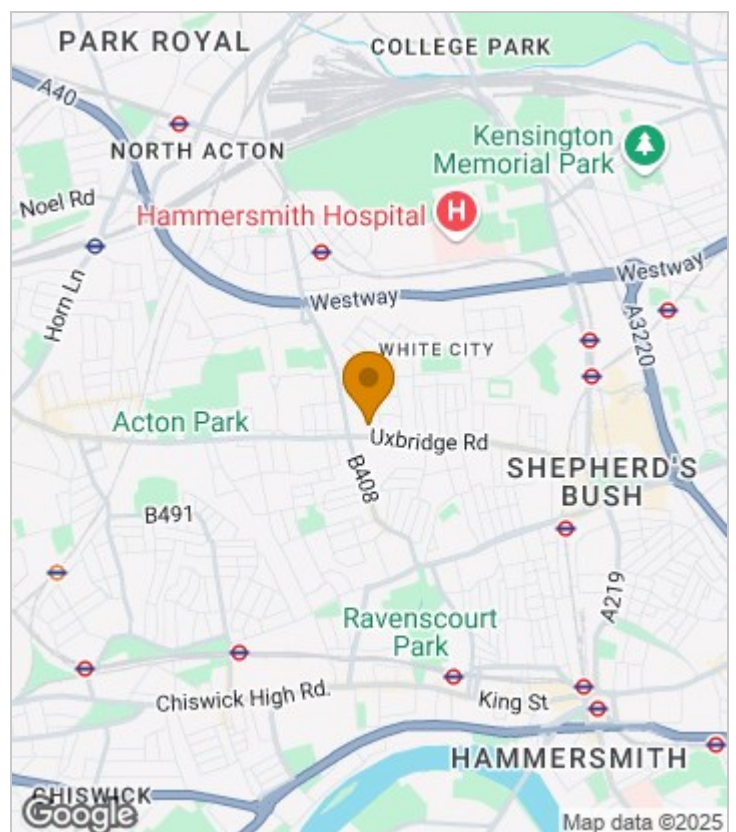 PARK ROYAL
COLLEGE PARK
A40
NORTH ACTON
Kensington
Memorial Park
Noel Rd
Hammersmith Hospital
H
Westway
Westway
Horn Ln
A3220
WHITE CITY
Acton Park
Uxbridge Rd
B408
SHEPHERD'S
BUSH
B491
A219
Ravenscourt
Park
Chiswick High Rd.
King St
HAMMERSMITH
CHISWICK
Google
Map data ©2025